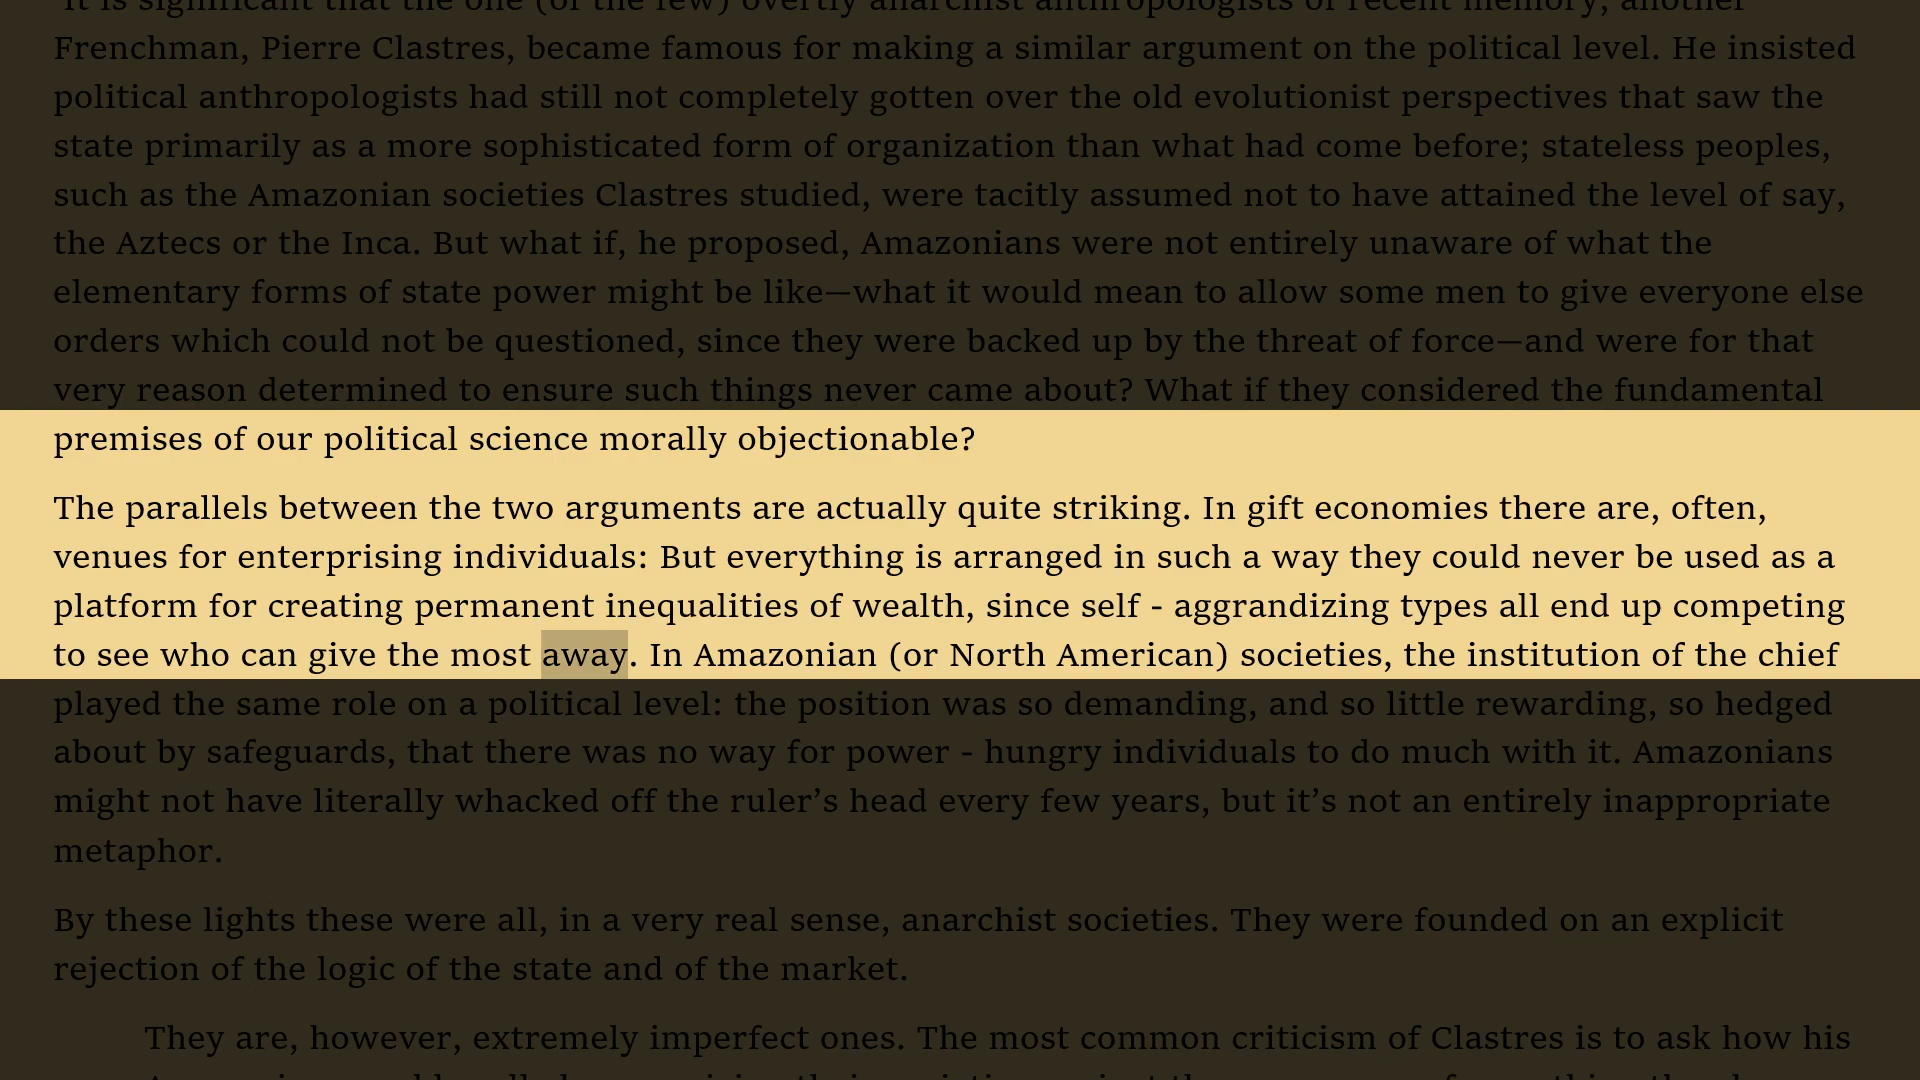 It is significant that the one (of the few) overtly anarchist anthropologists of recent memory, another
Frenchman, Pierre Clastres, became famous for making a similar argument on the political level. He insisted
political anthropologists had still not completely gotten over the old evolutionist perspectives that saw the
state primarily as a more sophisticated form of organization than what had come before; stateless peoples,
such as the Amazonian societies Clastres studied, were tacitly assumed not to have attained the level of say,
the Aztecs or the Inca. But what if, he proposed, Amazonians were not entirely unaware of what the
elementary forms of state power might be like—what it would mean to allow some men to give everyone else
orders which could not be questioned, since they were backed up by the threat of force—and were for that
very reason determined to ensure such things never came about? What if they considered the fundamental
premises of our political science morally objectionable?
The parallels between the two arguments are actually quite striking. In gift economies there are, often,
venues for enterprising individuals: But everything is arranged in such a way they could never be used as a
platform for creating permanent inequalities of wealth, since self - aggrandizing types all end up competing
to see who can give the most away. In Amazonian (or North American) societies, the institution of the chief
played the same role on a political level: the position was so demanding, and so little rewarding, so hedged
about by safeguards, that there was no way for power - hungry individuals to do much with it. Amazonians
might not have literally whacked off the ruler’s head every few years, but it’s not an entirely inappropriate
metaphor.
By these lights these were all, in a very real sense, anarchist societies. They were founded on an explicit
rejection of the logic of the state and of the market.
They are, however, extremely imperfect ones. The most common criticism of Clastres is to ask how his